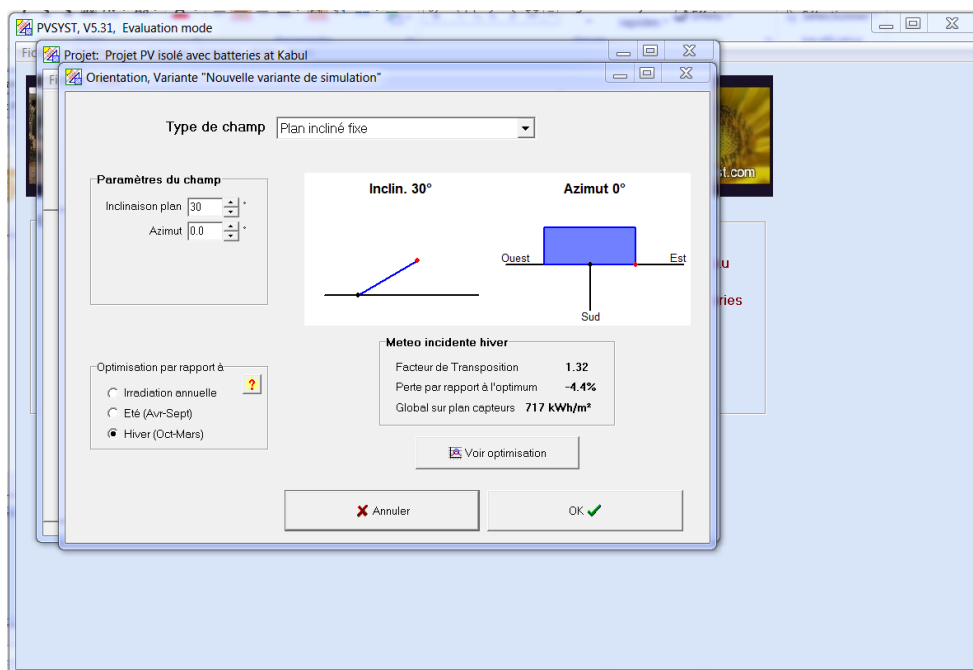 PVSYST, V5.31, Evaluation mode
Projet: Projet PV isolé avec batteries at Kabul
Orientation, Variante "Nouvelle variante de simulation"
Type de champ Plan incliné fixe
Paramètres du champ
Inclinaison plan 30 °
Azimut 0.0 °
Inclin. 30° Azimut 0°
Ouest Est
Sud
st.com
au
ries
Meteo incidente hiver
Facteur de Transposition 1.32
Perte par rapport à l'optimum -4.4%
Global sur plan capteurs 717 kWh/m²
Optimisation par rapport à
?
Irradiation annuelle
Eté (Avr-Sept)
Hiver (Oct-Mars)
Voir optimisation
Annuler OK